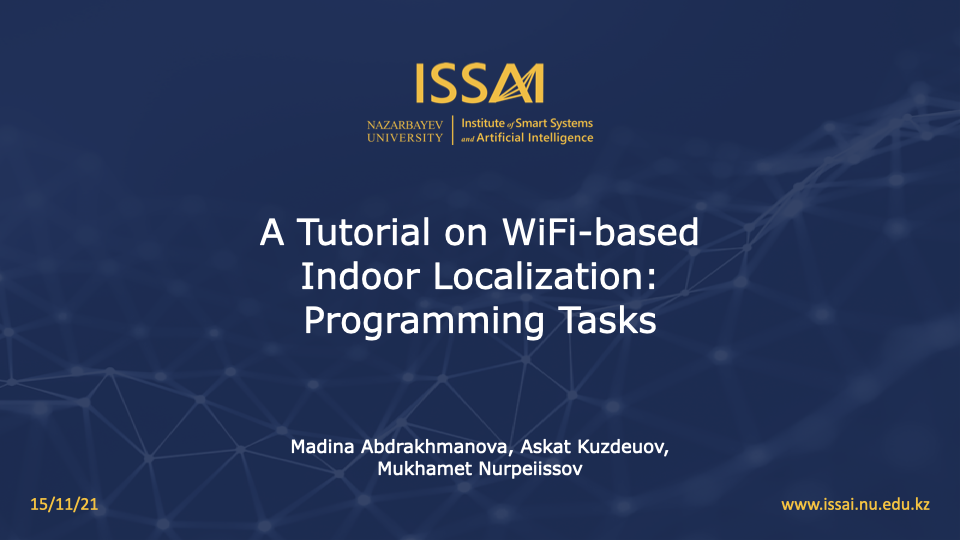 ISSAI
NAZARBAYEV
UNIVERSITY
Institute of Smart Systems
and Artificial Intelligence
A Tutorial on WiFi-based
Indoor Localization:
Programming Tasks
Madina Abdrakhmanova, Askat Kuzdeuov,
Mukhamet Nurpeiissov
15/11/21
www.issai.nu.edu.kz